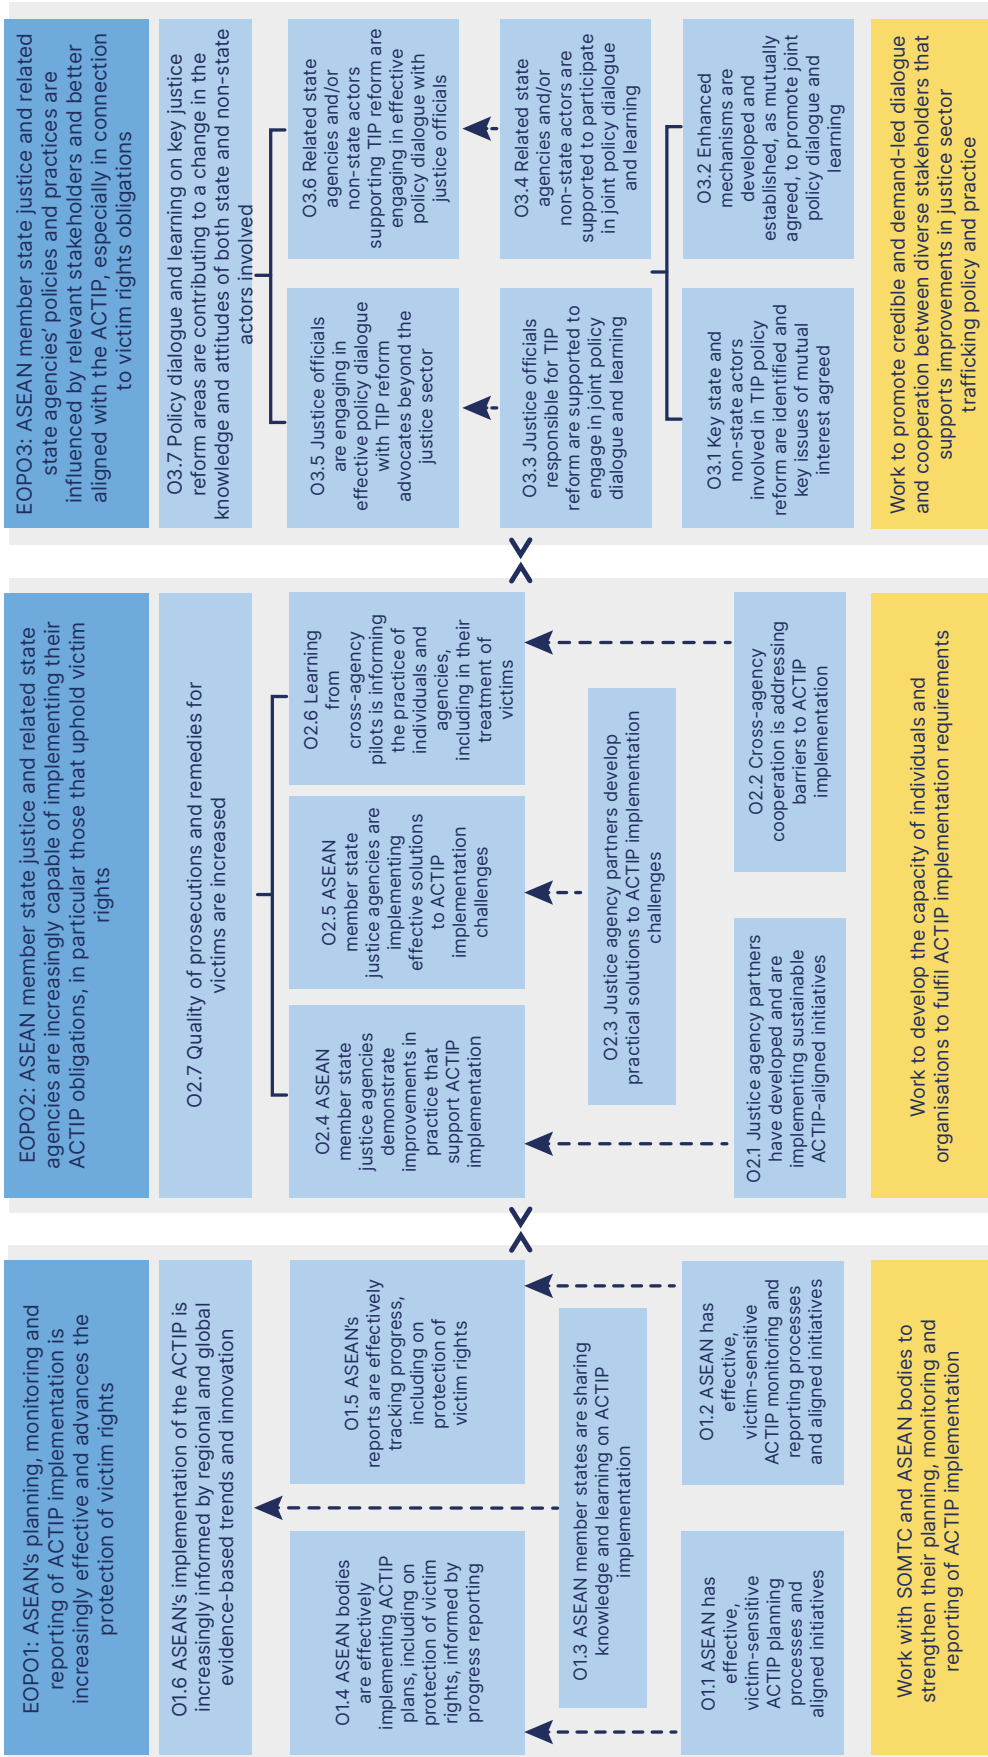 EOPO1: ASEAN's planning, monitoring and
reporting of ACTIP implementation is
increasingly effective and advances the
protection of victim rights
O1.6 ASEAN's implementation of the ACTIP is
increasingly informed by regional and global
evidence-based trends and innovation
O1.4 ASEAN bodies
are effectively
implementing ACTIP
plans, including on
protection of victim
rights, informed by
progress reporting
O1.5 ASEAN's
reports are effectively
tracking progress,
including on
protection of
victim rights
O1.3 ASEAN member states are sharing
knowledge and learning on ACTIP
implementation
O1.1 ASEAN has
effective,
victim-sensitive
ACTIP planning
processes and
aligned initiatives
O1.2 ASEAN has
effective,
victim-sensitive
ACTIP monitoring and
reporting processes
and aligned initiatives
Work with SOMTC and ASEAN bodies to
strengthen their planning, monitoring and
reporting of ACTIP implementation
EOPO2: ASEAN member state justice and related state
agencies are increasingly capable of implementing their
ACTIP obligations, in particular those that uphold victim
rights
O2.7 Quality of prosecutions and remedies for
victims are increased
O2.4 ASEAN
member state
justice agencies
demonstrate
improvements in
practice that
support ACTIP
implementation
O2.5 ASEAN
member state
justice agencies are
implementing
effective solutions
to ACTIP
implementation
challenges
O2.6 Learning
from
cross-agency
pilots is informing
the practice of
individuals and
agencies,
including in their
treatment of
victims
O2.3 Justice agency partners develop
practical solutions to ACTIP implementation
challenges
O2.1 Justice agency partners
have developed and are
implementing sustainable
ACTIP-aligned initiatives
O2.2 Cross-agency
cooperation is addressing
barriers to ACTIP
implementation
Work to develop the capacity of individuals and
organisations to fulfil ACTIP implementation requirements
EOPO3: ASEAN member state justice and related
state agencies' policies and practices are
influenced by relevant stakeholders and better
aligned with the ACTIP, especially in connection
to victim rights obligations
O3.7 Policy dialogue and learning on key justice
reform areas are contributing to a change in the
knowledge and attitudes of both state and non-state
actors involved
O3.5 Justice officials
are engaging in
effective policy dialogue
with TIP reform
advocates beyond the
justice sector
O3.6 Related state
agencies and/or
non-state actors
supporting TIP reform are
engaging in effective
policy dialogue with
justice officials
O3.3 Justice officials
responsible for TIP
reform are supported to
engage in joint policy
dialogue and learning
O3.4 Related state
agencies and/or
non-state actors are
supported to participate
in joint policy dialogue
and learning
O3.1 Key state and
non-state actors
involved in TIP policy
reform are identified and
key issues of mutual
interest agreed
O3.2 Enhanced
mechanisms are
developed and
established, as mutually
agreed, to promote joint
policy dialogue and
learning
Work to promote credible and demand-led dialogue
and cooperation between diverse stakeholders that
supports improvements in justice sector
trafficking policy and practice